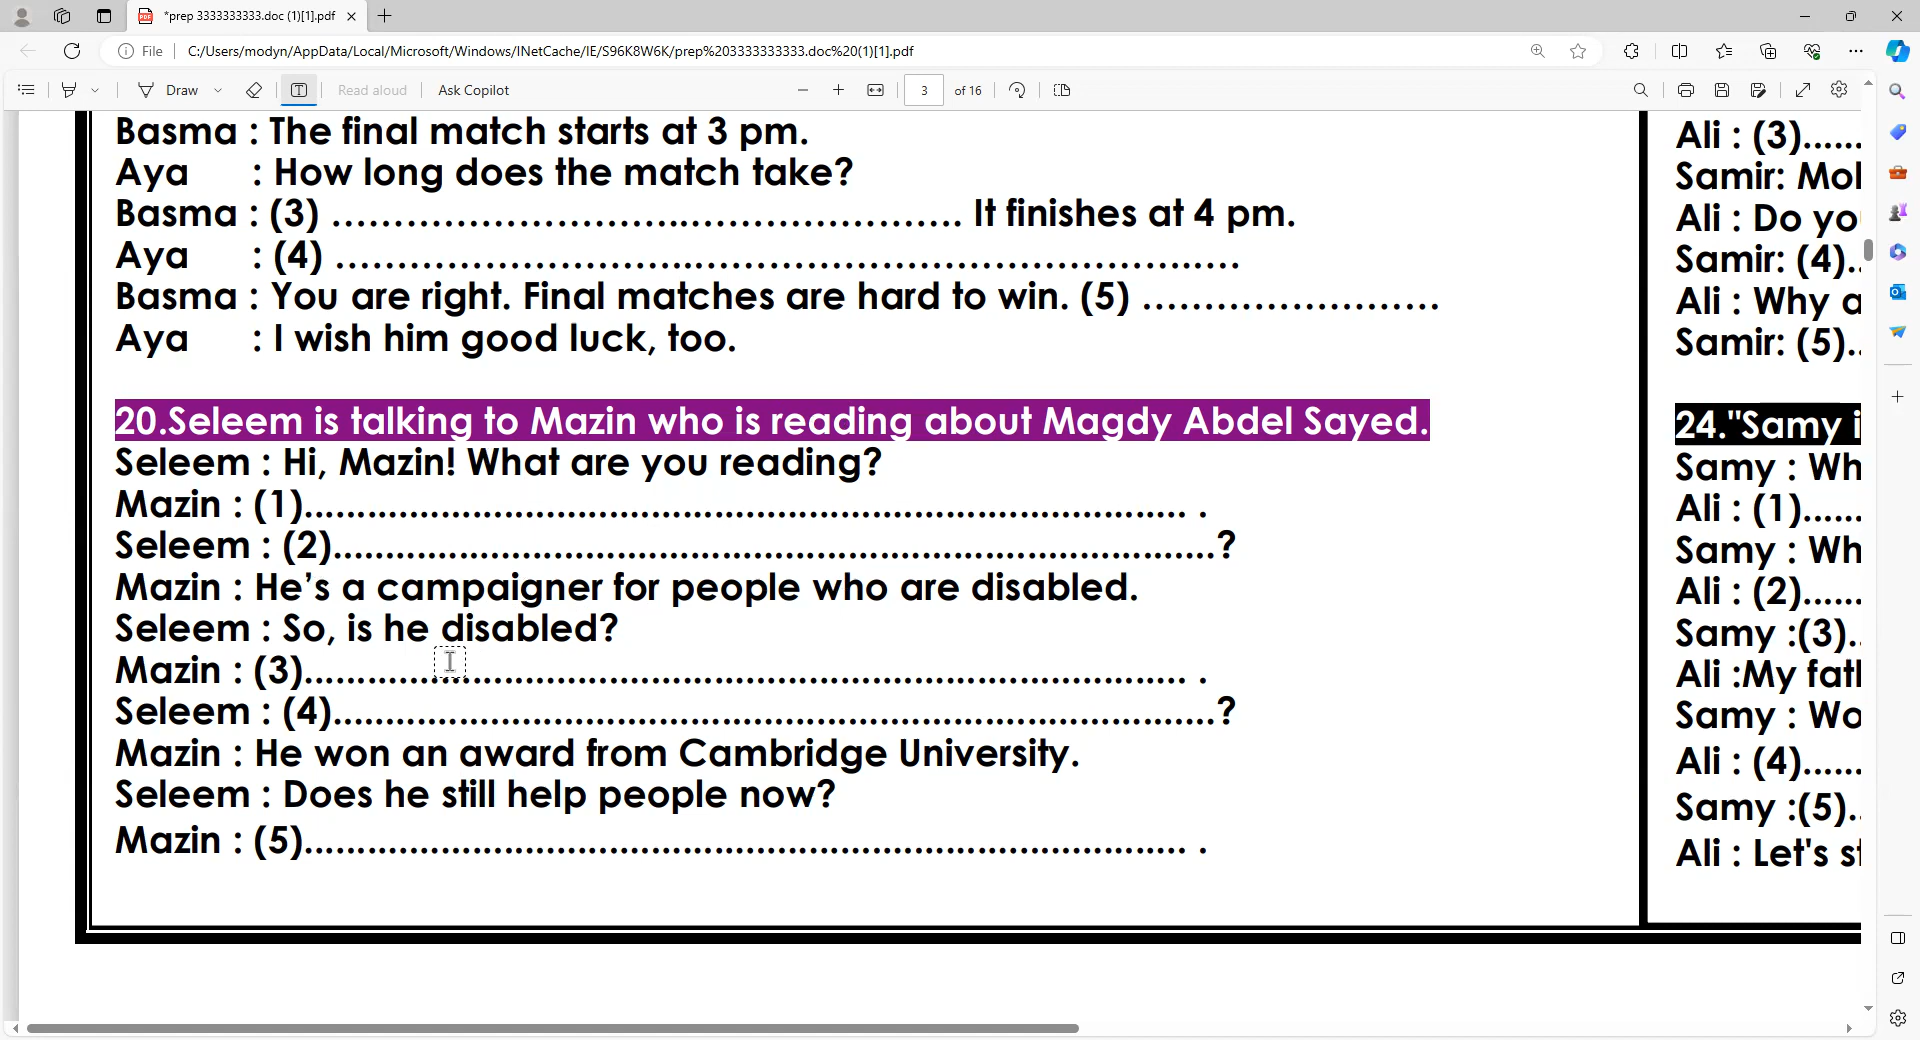 *prep 3333333333.doc (1)[1].pdf
File
C:/Users/modyn/AppData/Local/Microsoft/Windows/INetCache/IE/S96K8W6K/prep%203333333333.doc%20(1)[1].pdf
Draw
Read aloud
Ask Copilot
3
of 16
Basma : The final match starts at 3 pm.
Aya : How long does the match take?
Basma : (3) ........................................................ It finishes at 4 pm.
Aya : (4) ................................................................................
Basma : You are right. Final matches are hard to win. (5) ..........................
Aya : I wish him good luck, too.
20.Seleem is talking to Mazin who is reading about Magdy Abdel Sayed.
Seleem : Hi, Mazin! What are you reading?
Mazin : (1)................................................................................ .
Seleem : (2)................................................................................?
Mazin : He’s a campaigner for people who are disabled.
Seleem : So, is he disabled?
Mazin : (3)................................................................................ .
Seleem : (4)................................................................................?
Mazin : He won an award from Cambridge University.
Seleem : Does he still help people now?
Mazin : (5)................................................................................ .
Ali : (3)......
Samir: Mo
Ali : Do yo
Samir: (4)..
Ali : Why a
Samir: (5)..
24."Samy i
Samy : Wh
Ali : (1)......
Samy : Wh
Ali : (2)......
Samy :(3)..
Ali :My fat
Samy : Wo
Ali : (4)......
Samy :(5)..
Ali : Let's s